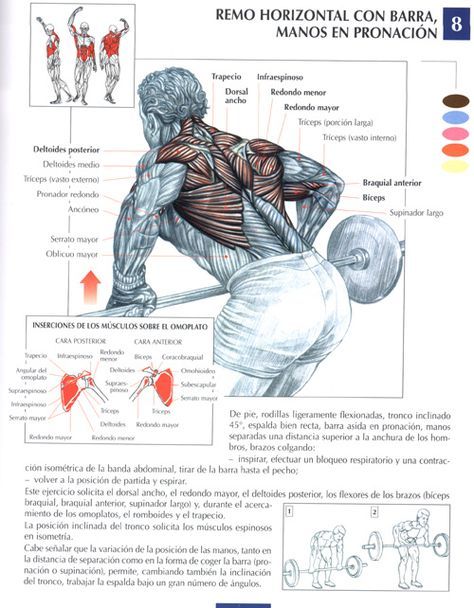 REMO HORIZONTAL CON BARRA,
MANOS EN PRONACIÓN
8
Trapecio
Infraespinoso
Dorsal
ancho
Redondo menor
Redondo mayor
Tríceps (porción larga)
Tríceps (vasto interno)
Deltoides posterior
Deltoides medio
Tríceps (vasto externo)
Pronador redondo
Ancóneo
Serrato mayor
Oblicuo mayor
Braquial anterior
Bíceps
Supinador largo
INSERCIONES DE LOS MÚSCULOS SOBRE EL OMOPLATO
CARA POSTERIOR
CARA ANTERIOR
Trapecio
Infraespinoso
Redondo
menor
Bíceps
Coracobraquial
Angular del
omoplato
Deltoides
Omohioideo
Supraespinoso
Supraes-
pinoso
Subescapular
Infraespinoso
Serrato mayor
Serrato mayor
Tríceps
Tríceps
Deltoides
Redondo menor
Redondo mayor
Redondo mayor
De pie, rodillas ligeramente flexionadas, tronco inclinado
45°, espalda bien recta, barra asida en pronación, manos
separadas una distancia superior a la anchura de los hom-
bros, brazos colgando:
– inspirar, efectuar un bloqueo respiratorio y una contrac-
ción isométrica de la banda abdominal, tirar de la barra hasta el pecho;
– volver a la posición de partida y espirar.
Este ejercicio solicita el dorsal ancho, el redondo mayor, el deltoides posterior, los flexores de los brazos (bíceps
braquial, braquial anterior, supinador largo) y, durante el acerca-
miento de los omoplatos, el romboides y el trapecio.
La posición inclinada del tronco solicita los músculos espinosos
en isometría.
Cabe señalar que la variación de la posición de las manos, tanto en
la distancia de separación como en la forma de coger la barra (pro-
nación o supinación), permite, cambiando también la inclinación
del tronco, trabajar la espalda bajo un gran número de ángulos.
1
2